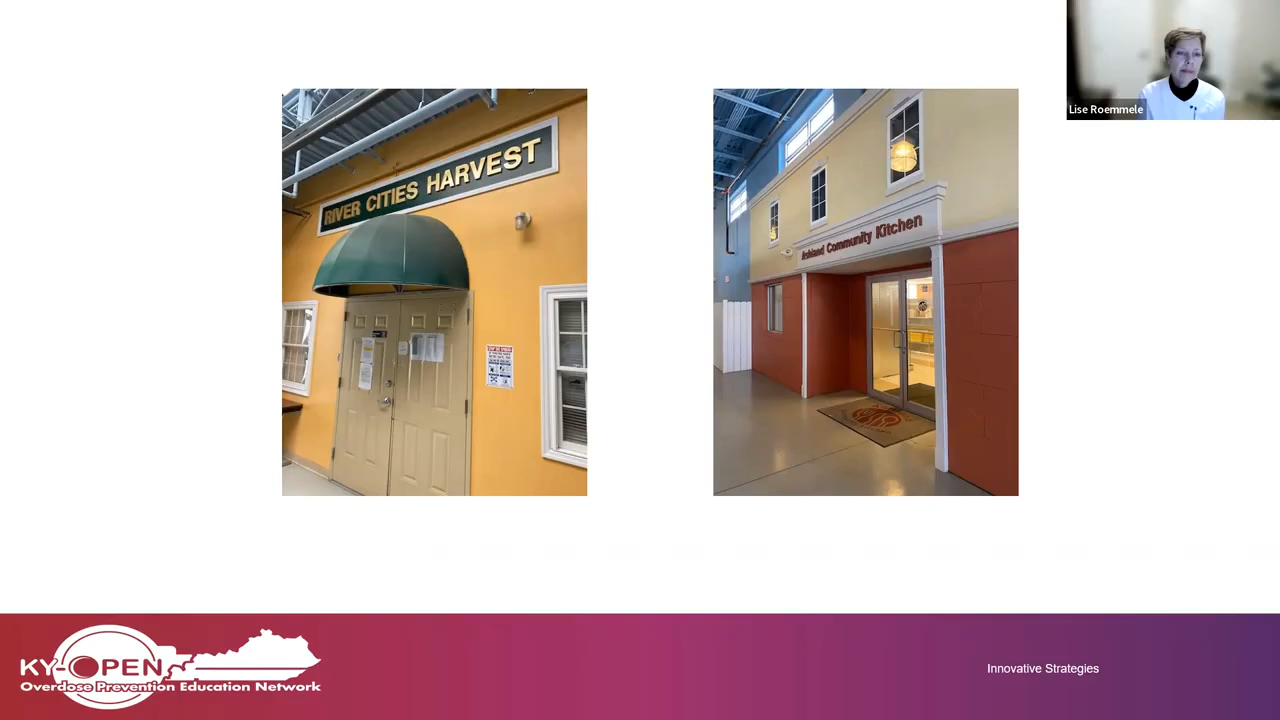 Lise Roemmele
RIVER CITIES HARVEST
Ashland Community Kitchen
KY-OPEN
Overdose Prevention Education Network
Innovative Strategies